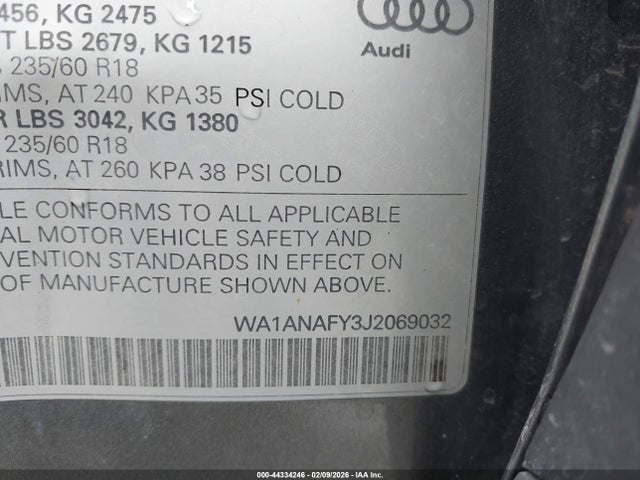 456, KG 2475
T LBS 2679, KG 1215
235/60 R18
IMS, AT 240 KPA 35 PSI COLD
R LBS 3042, KG 1380
235/60 R18
RIMS, AT 260 KPA 38 PSI COLD
Audi
LE CONFORMS TO ALL APPLICABLE
AL MOTOR VEHICLE SAFETY AND
VENTION STANDARDS IN EFFECT ON
OF MANUFACTURE SHOWN ABOVE.
WA1ANAFY3J2069032
000-44334246 - 02/09/2026 - IAA Inc.